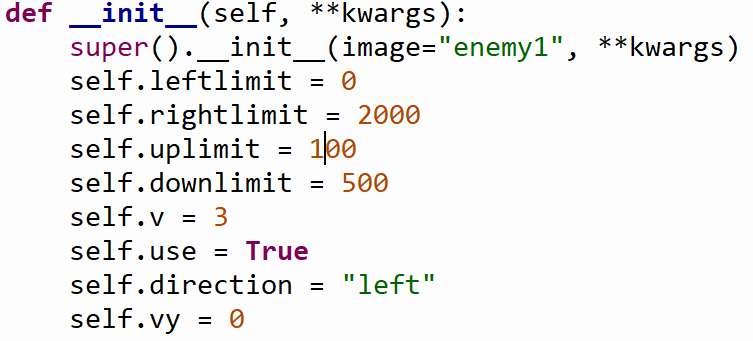 def __init__(self, **kwargs):
    super().__init__(image="enemy1", **kwargs)
    self.leftlimit = 0
    self.rightlimit = 2000
    self.uplimit = 100
    self.downlimit = 500
    self.v = 3
    self.use = True
    self.direction = "left"
    self.vy = 0